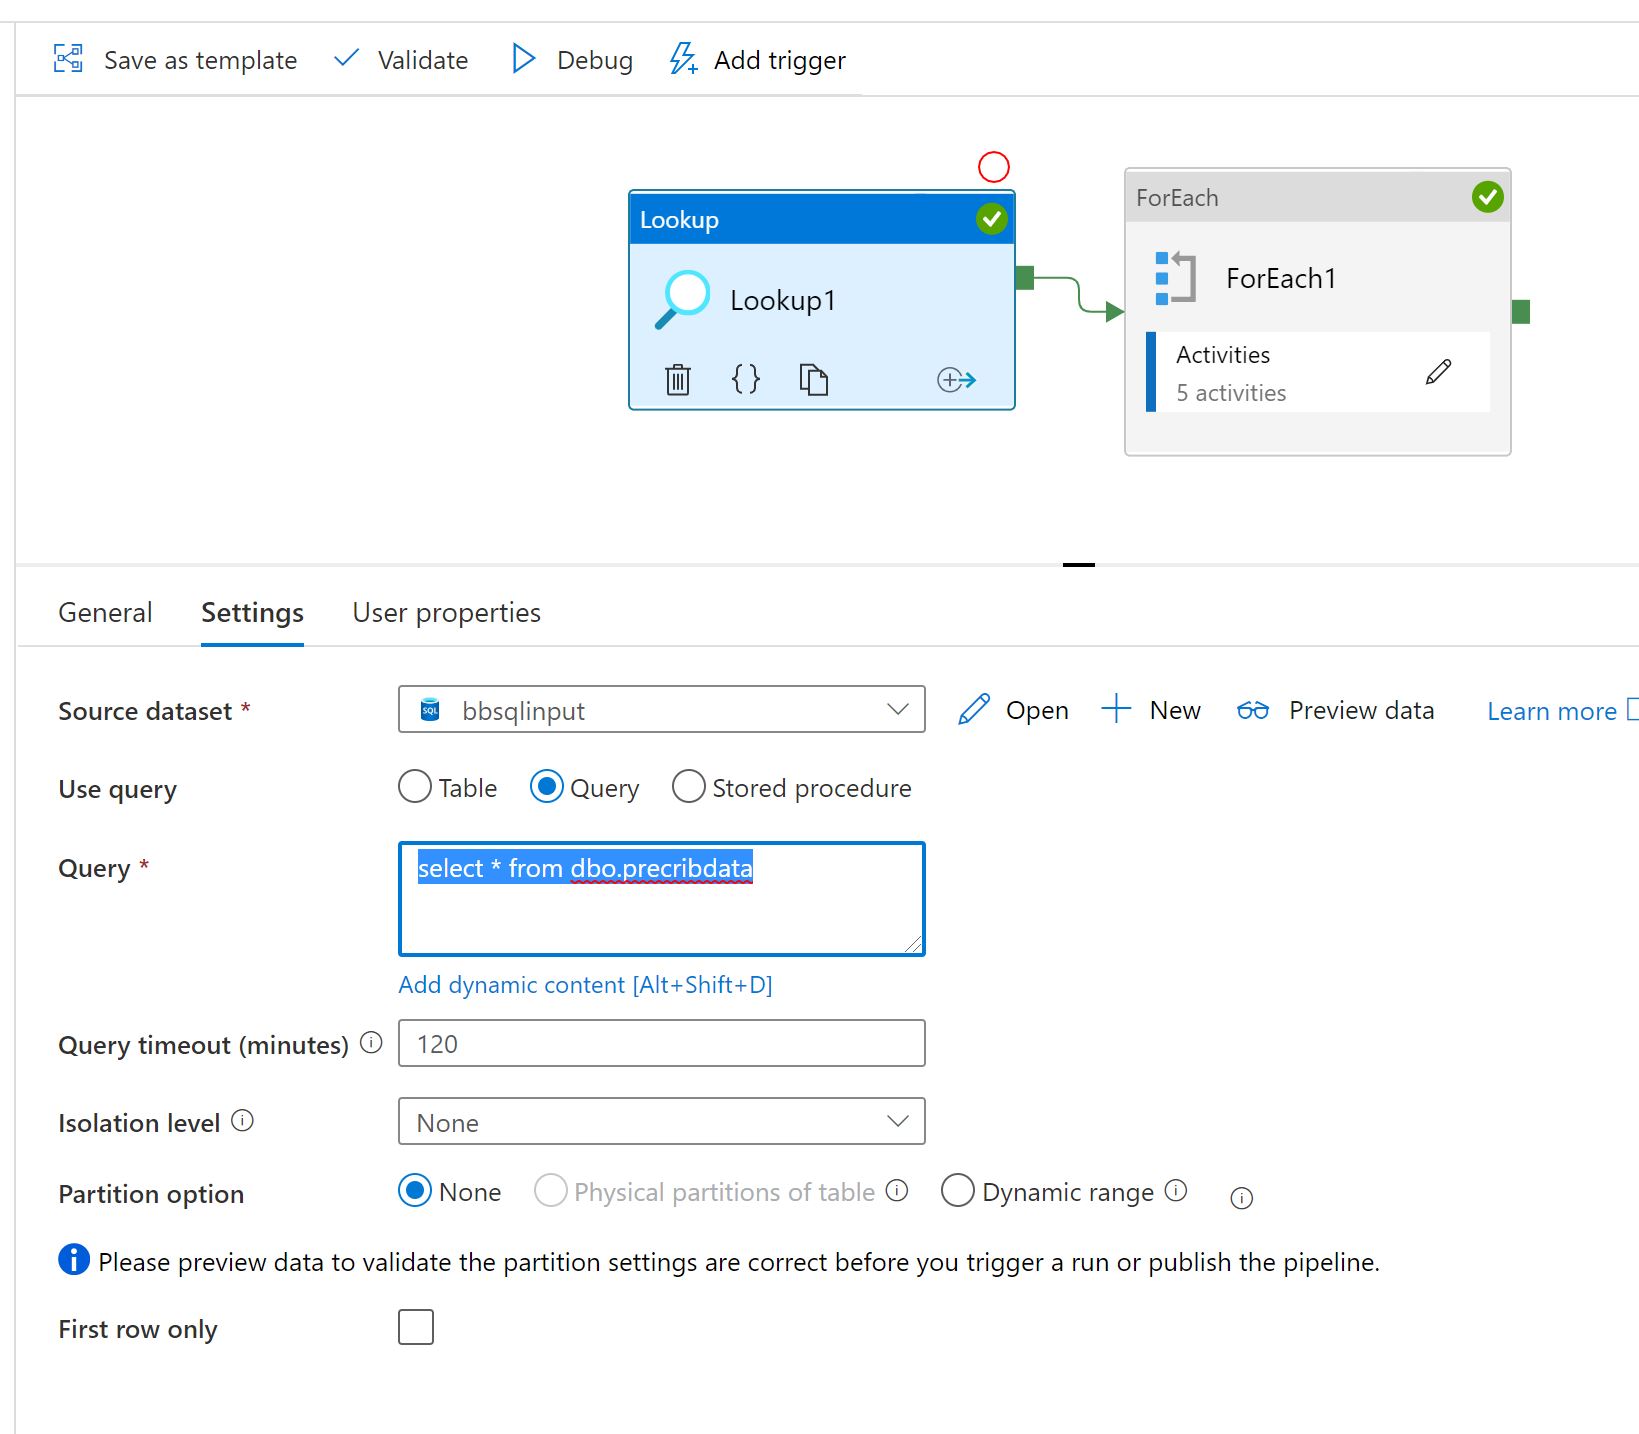 Save as template Validate Debug Add trigger
Lookup
Lookup1
ForEach
ForEach1
Activities
5 activities
General Settings User properties
Source dataset * SQL bbsqlinput Open New Preview data Learn more
Use query Table Query Stored procedure
Query * select * from dbo.precribdata
Add dynamic content [Alt+Shift+D]
Query timeout (minutes) 120
Isolation level None
Partition option None Physical partitions of table Dynamic range
Please preview data to validate the partition settings are correct before you trigger a run or publish the pipeline.
First row only